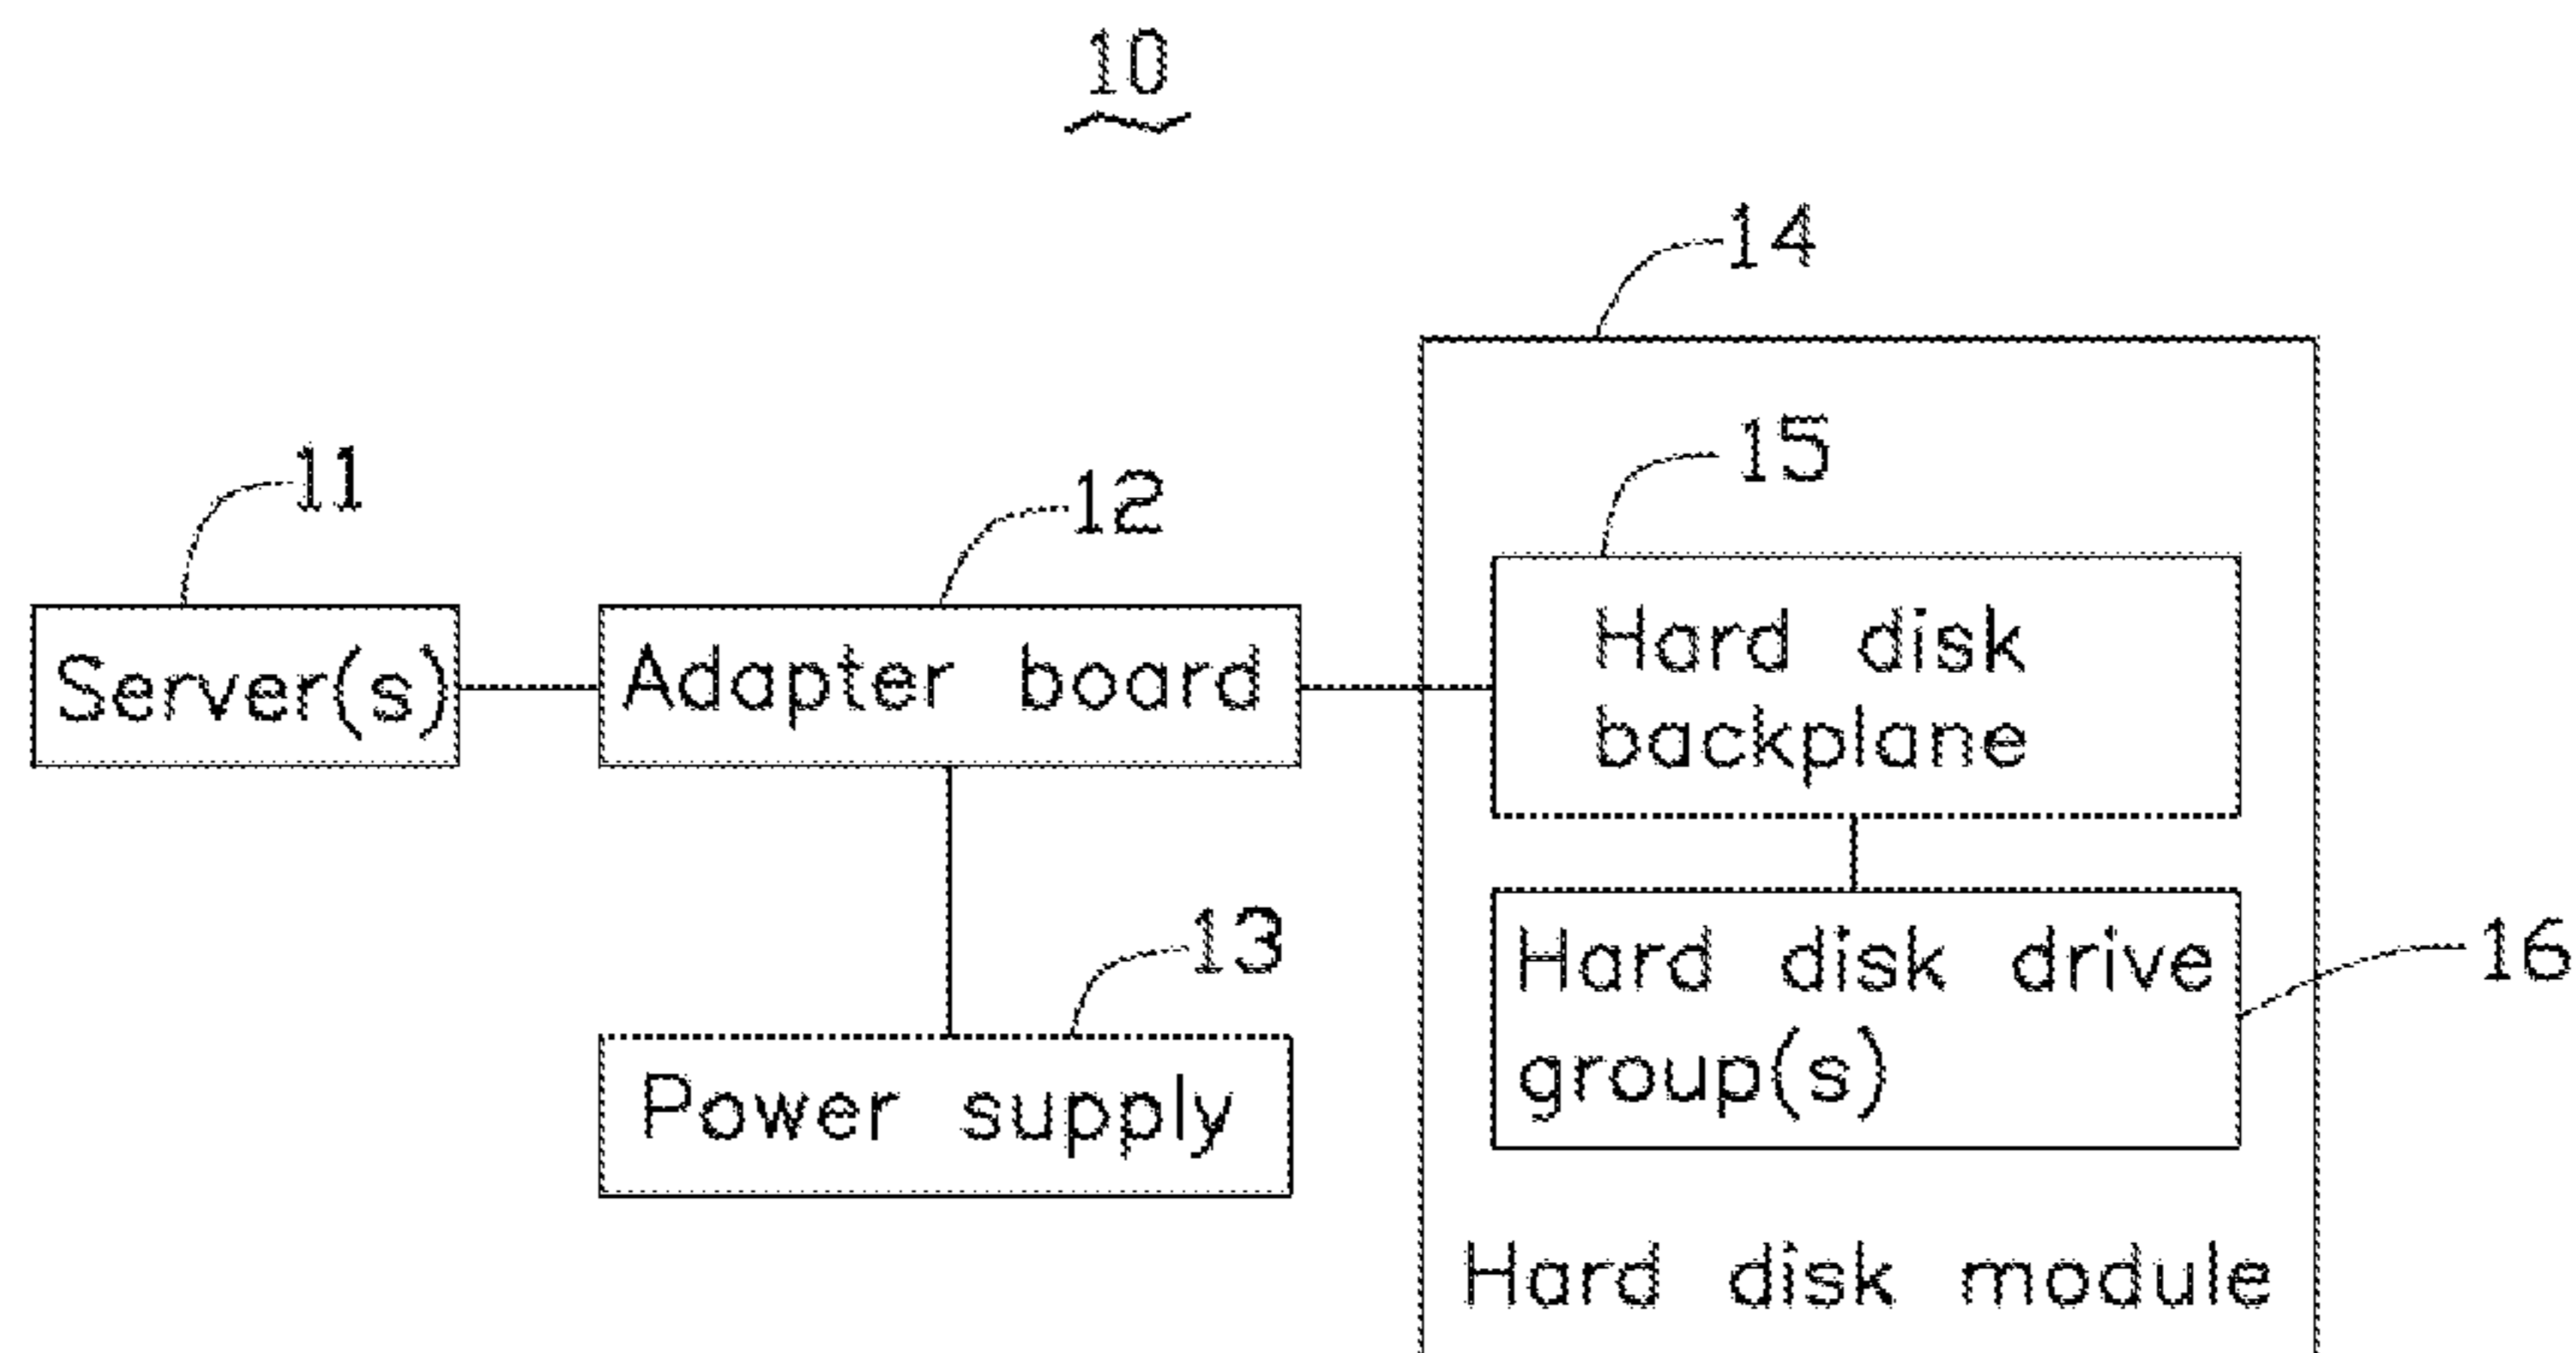 10
14
15
11
12
Server(s)
Adapter board
Hard disk
backplane
13
16
Power supply
Hard disk drive
group(s)
Hard disk module